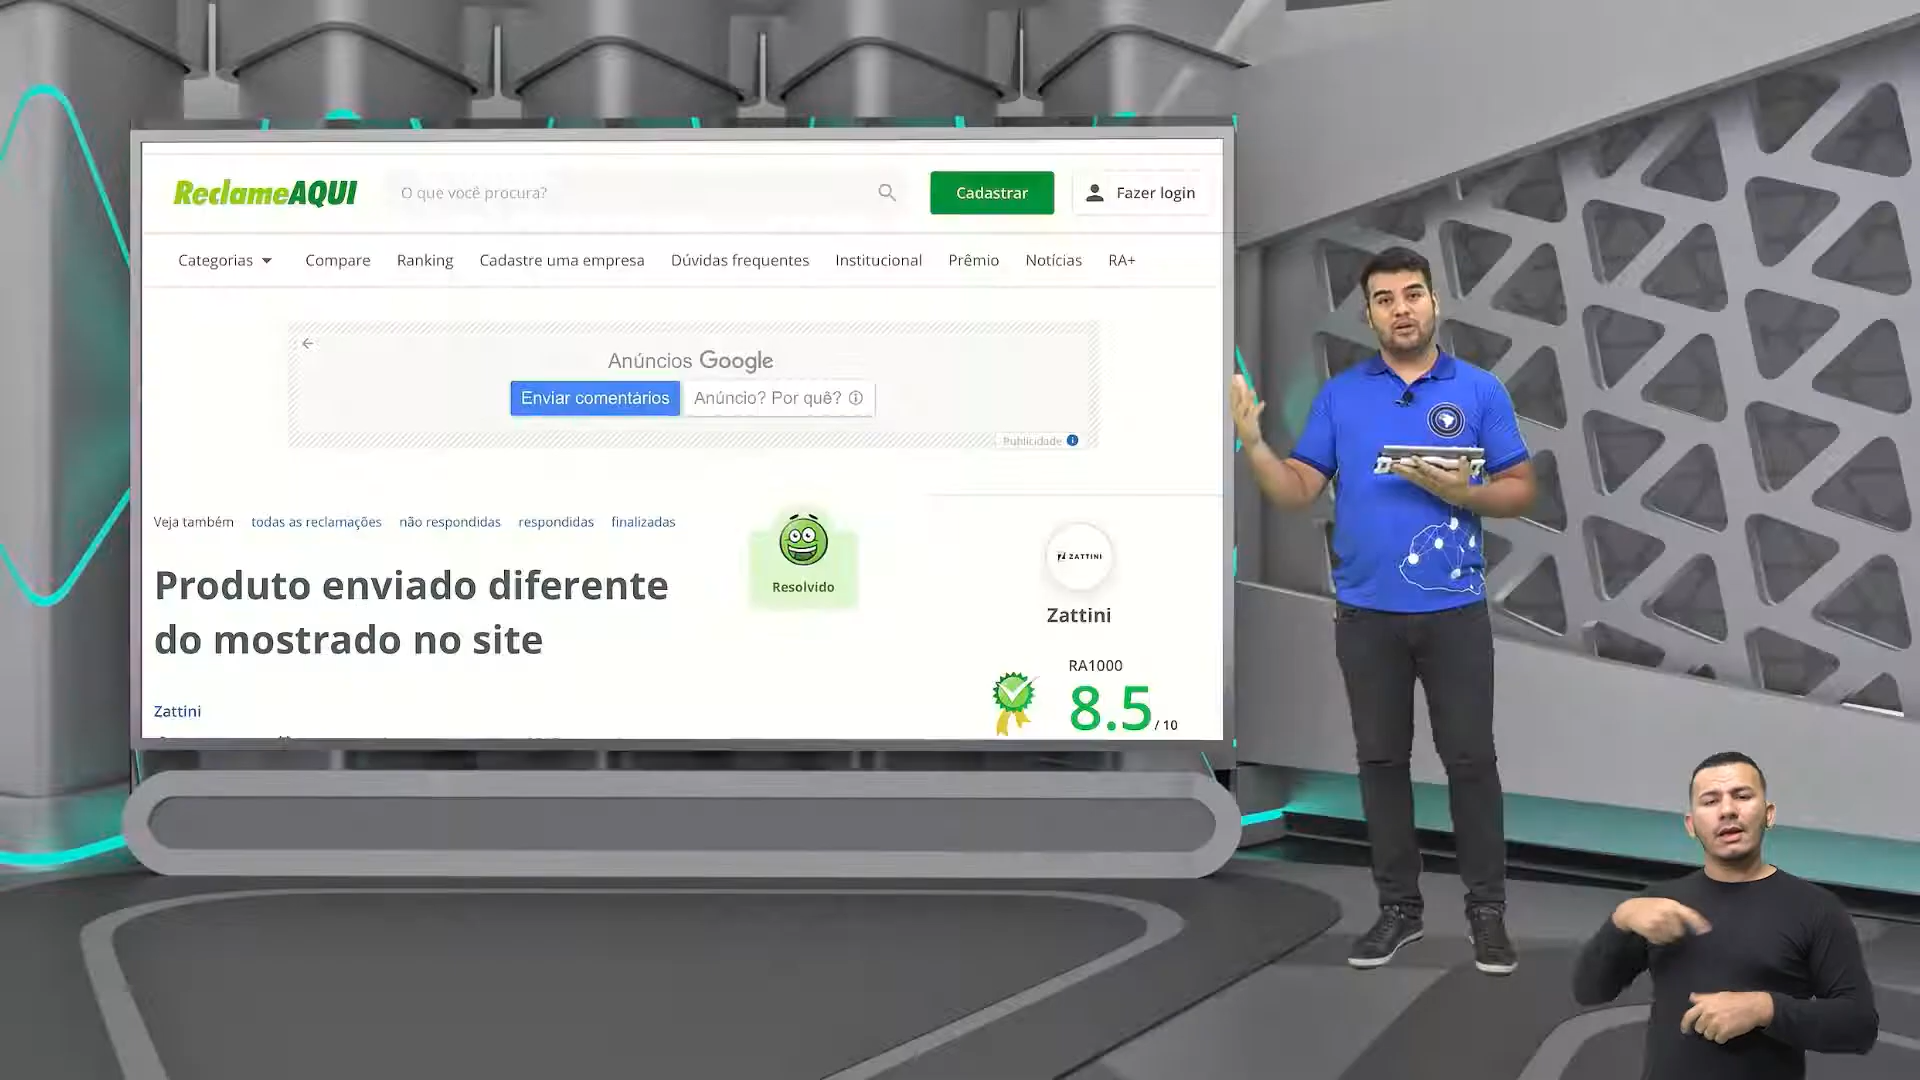 ReclameAQUI
O que você procura?
Cadastrar
Fazer login
Categorias
Compare
Ranking
Cadastre uma empresa
Dúvidas frequentes
Institucional
Prêmio
Notícias
RA+
Anúncios Google
Enviar comentários
Anúncio? Por quê?
Publicidade
Veja também
todas as reclamações
não respondidas
respondidas
finalizadas
Resolvido
Produto enviado diferente
do mostrado no site
Zattini
ZATTINI
Zattini
RA1000
8.5 / 10